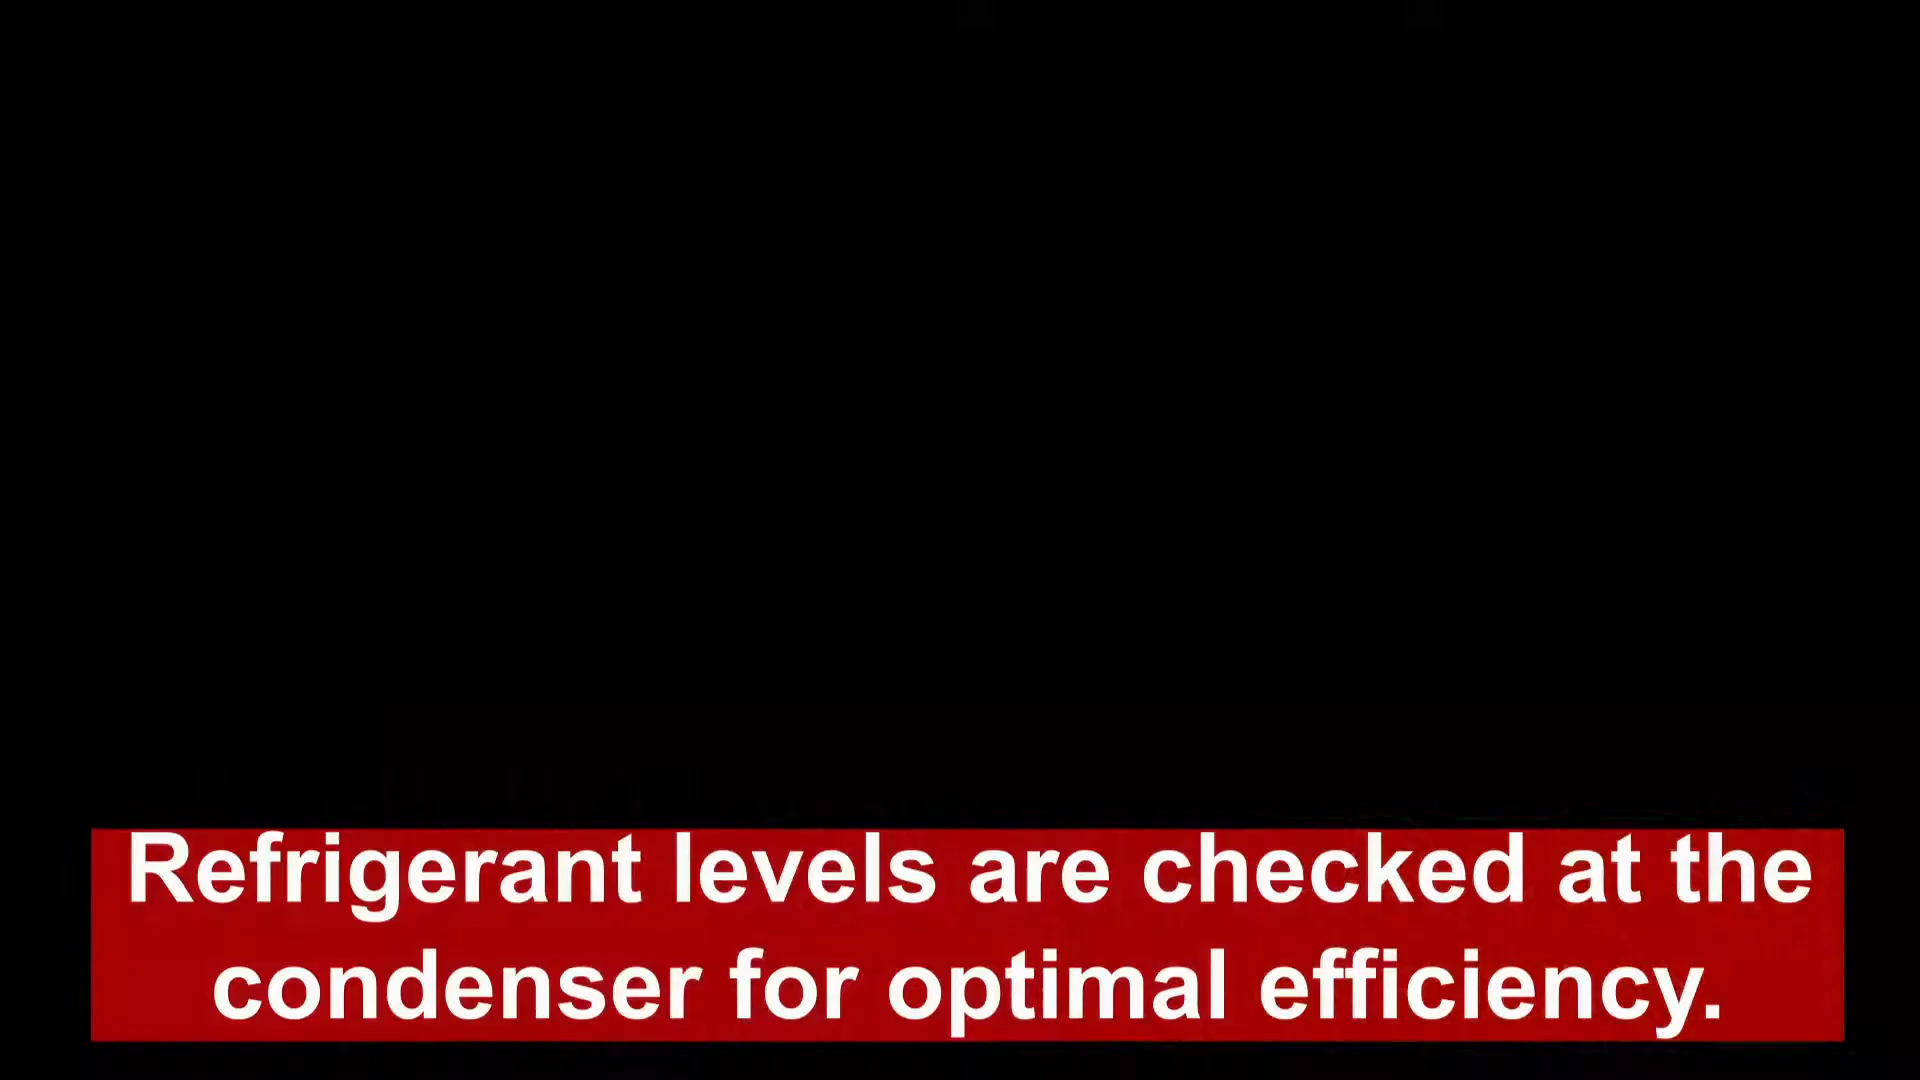 Refrigerant levels are checked at the
condenser for optimal efficiency.